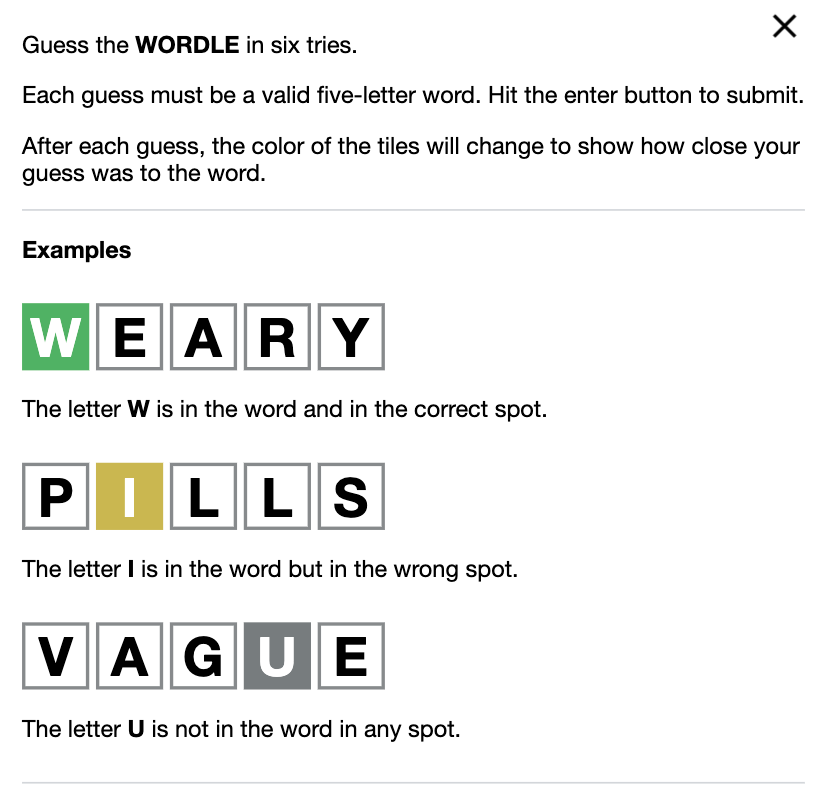 Guess the WORDLE in six tries.
Each guess must be a valid five-letter word. Hit the enter button to submit.
After each guess, the color of the tiles will change to show how close your
guess was to the word.
Examples
WEARY
The letter W is in the word and in the correct spot.
PILLS
The letter I is in the word but in the wrong spot.
VAGUE
The letter U is not in the word in any spot.